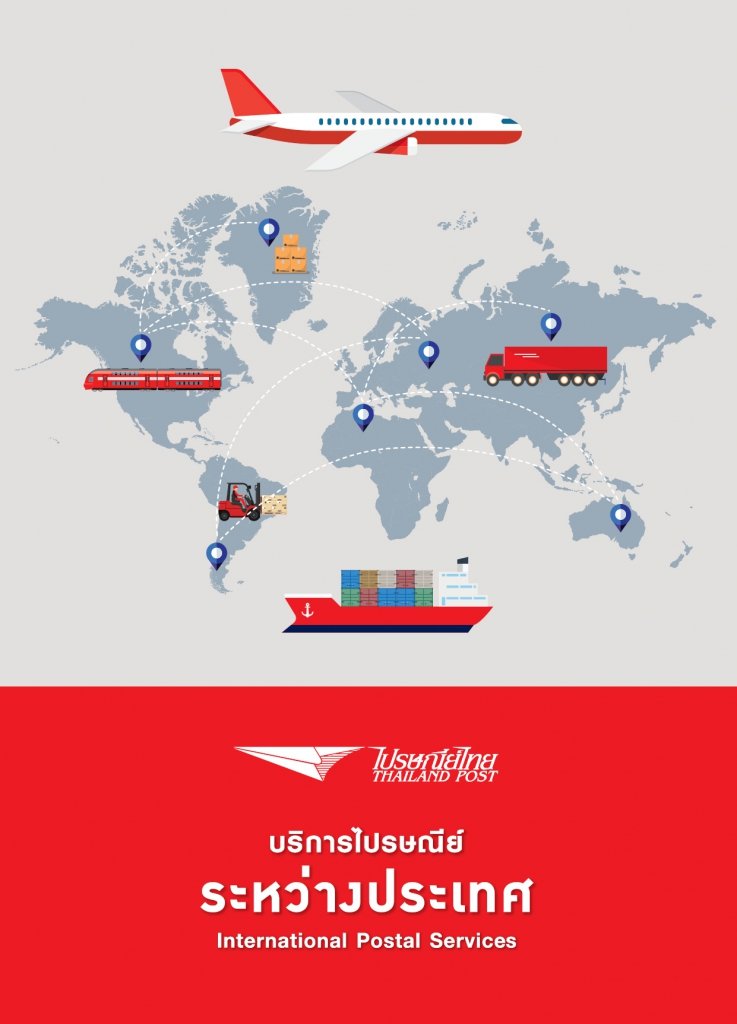 ไปรษณีย์ไทย
THAILAND POST
บริการไปรษณีย์
ระหว่างประเทศ
International Postal Services